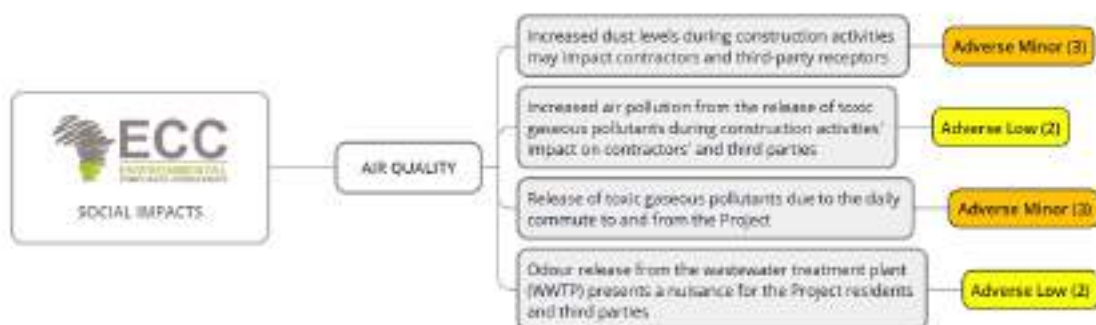 ECC
ENVIRONMENTAL
SOCIAL IMPACTS
AIR QUALITY
Increased dust levels during construction activities
may impact contractors and third-party receptors
Adverse Minor (3)
Increased air pollution from the release of toxic
gaseous pollutants during construction activities'
impact on contractors' and third parties
Adverse Low (2)
Release of toxic gaseous pollutants due to the daily
commute to and from the Project
Adverse Minor (3)
Odour release from the wastewater treatment plant
(WWTP) presents a nuisance for the Project residents
and third parties
Adverse Low (2)